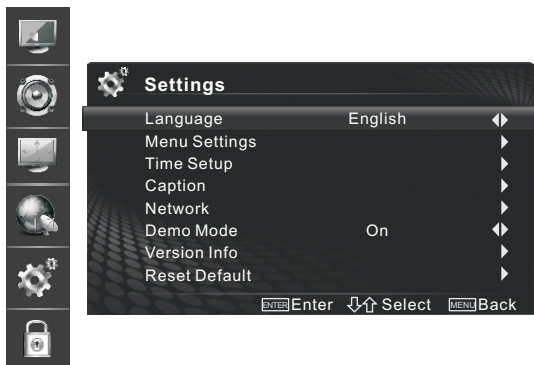 Settings
Language English
Menu Settings
Time Setup
Caption
Network
Demo Mode On
Version Info
Reset Default
ENTER Enter Select MENU Back